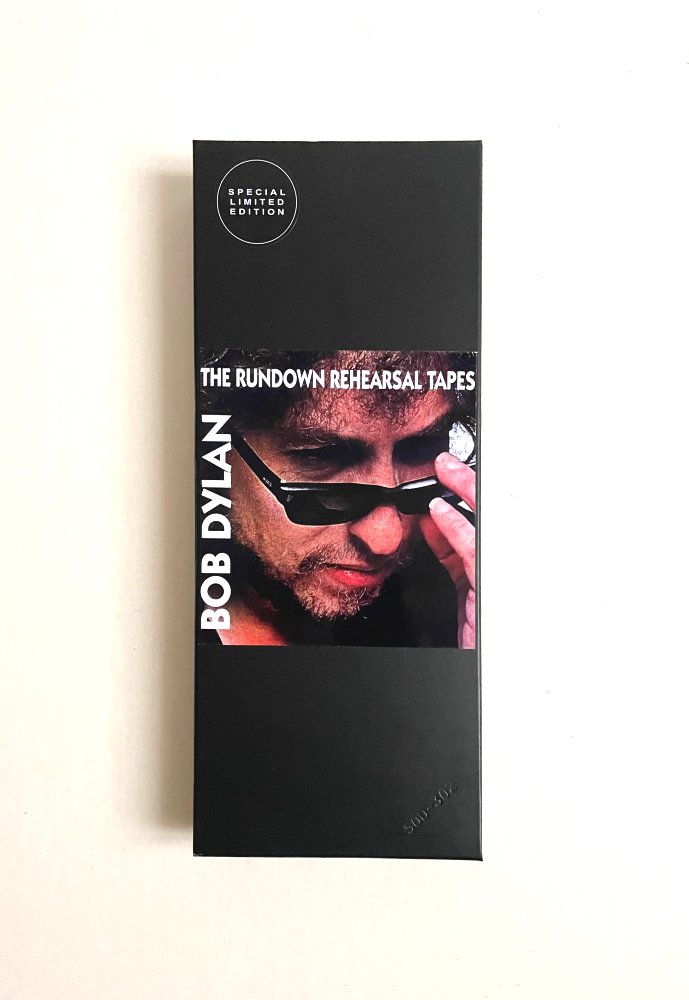 SPECIAL
LIMITED
EDITION
THE RUNDOWN REHEARSAL TAPES
BOB DYLAN